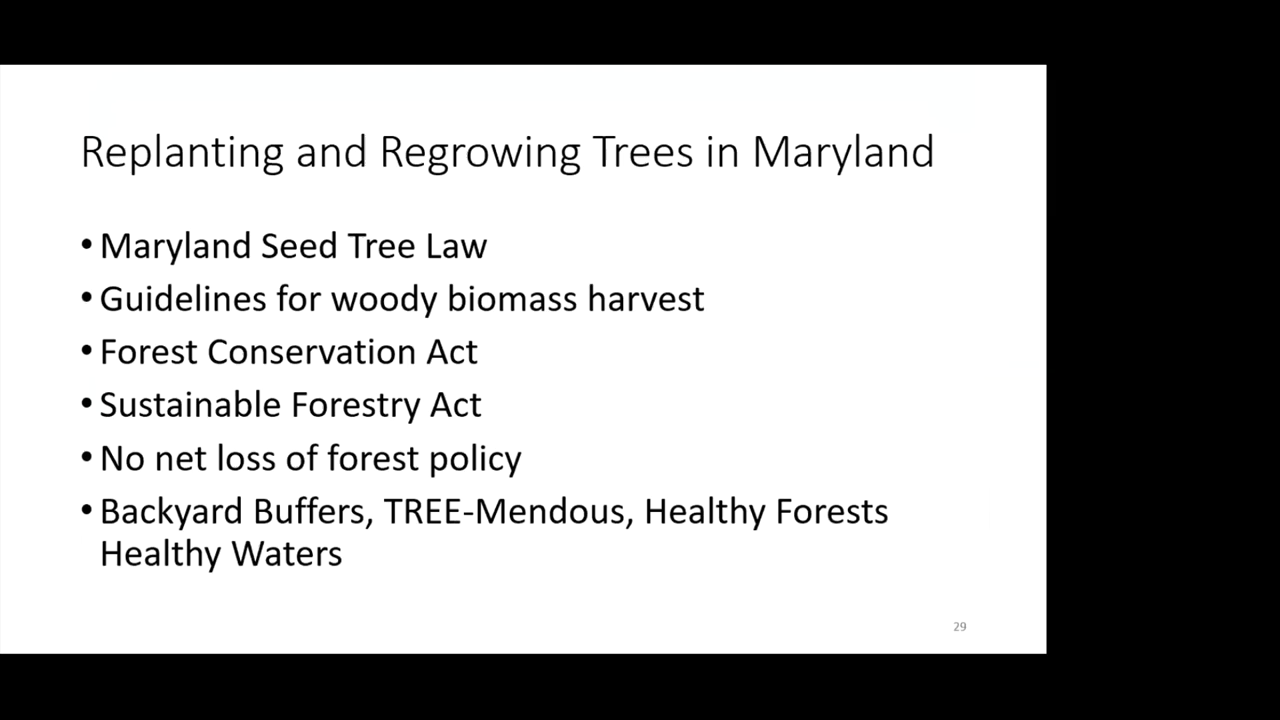 Replanting and Regrowing Trees in Maryland
• Maryland Seed Tree Law
• Guidelines for woody biomass harvest
• Forest Conservation Act
• Sustainable Forestry Act
• No net loss of forest policy
• Backyard Buffers, TREE-Mendous, Healthy Forests
Healthy Waters
29